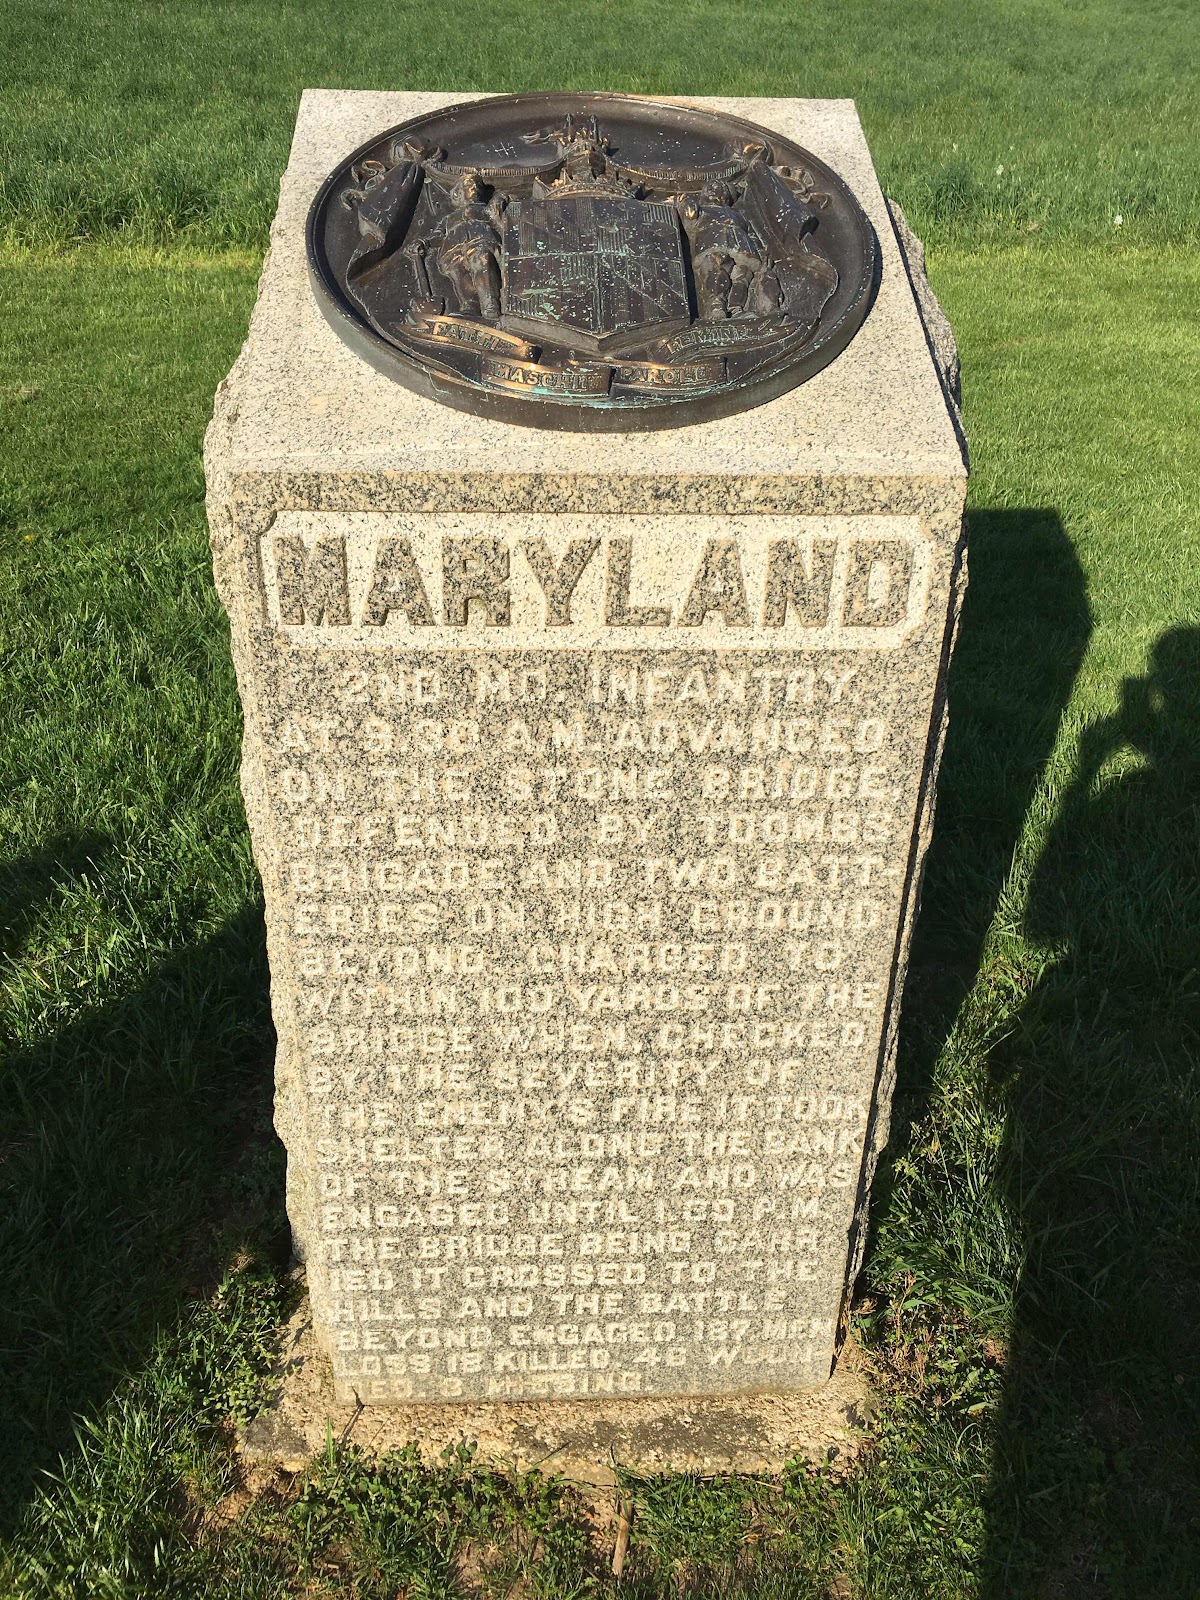 FATTI
MASCHII PAROLE
FEMINE
MARYLAND
2ND MD. INFANTRY
AT 9.30 A.M. ADVANCED
ON THE STONE BRIDGE,
DEFENDED BY TOOMBS
BRIGADE AND TWO BATT-
ERIES ON HIGH GROUND
BEYOND. CHARGED TO
WITHIN 100 YARDS OF THE
BRIDGE WHEN, CHECKED
BY THE SEVERITY OF
THE ENEMY'S FIRE IT TOOK
SHELTER ALONG THE BANK
OF THE STREAM AND WAS
ENGAGED UNTIL 1.00 P.M.
THE BRIDGE BEING CARR-
IED IT CROSSED TO THE
HILLS AND THE BATTLE
BEYOND. ENGAGED 187 MEN
LOSS 18 KILLED, WOUN-
DED, 3 MISSING.